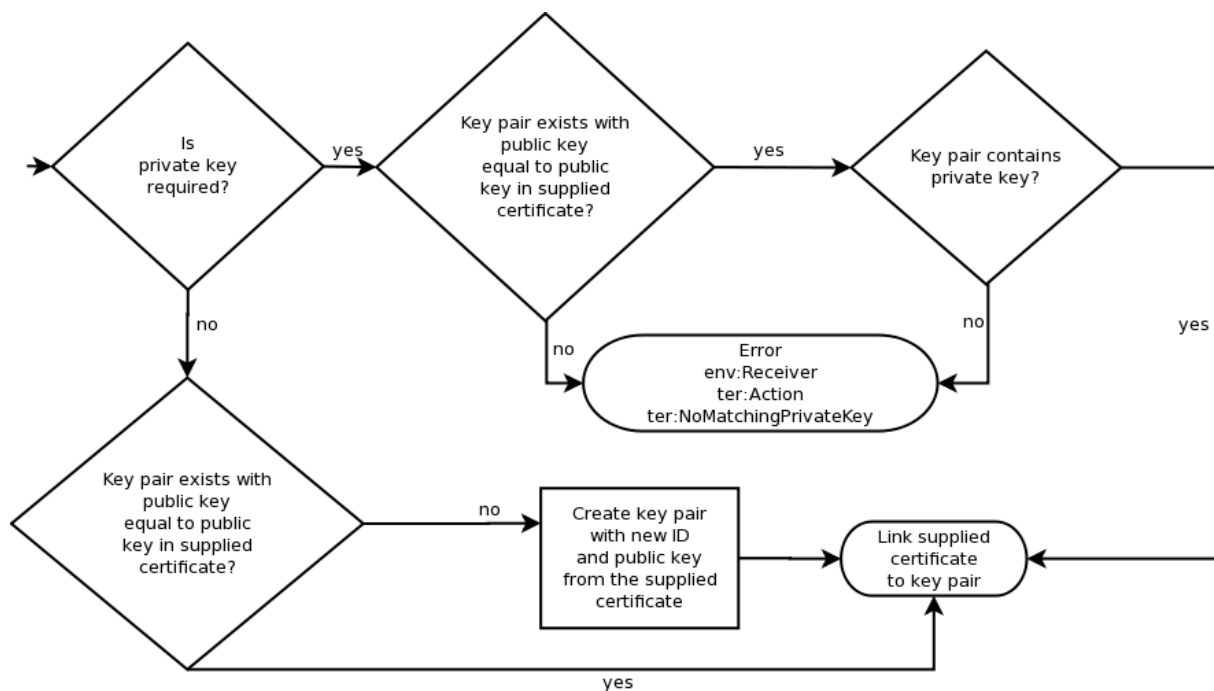 Is
private key
required?
yes
Key pair exists with
public key
equal to public
key in supplied
certificate?
yes
Key pair contains
private key?
no
no
Error
env:Receiver
ter:Action
ter:NoMatchingPrivateKey
no
yes
Key pair exists with
public key
equal to public
key in supplied
certificate?
no
Create key pair
with new ID
and public key
from the supplied
certificate
Link supplied
certificate
to key pair
yes